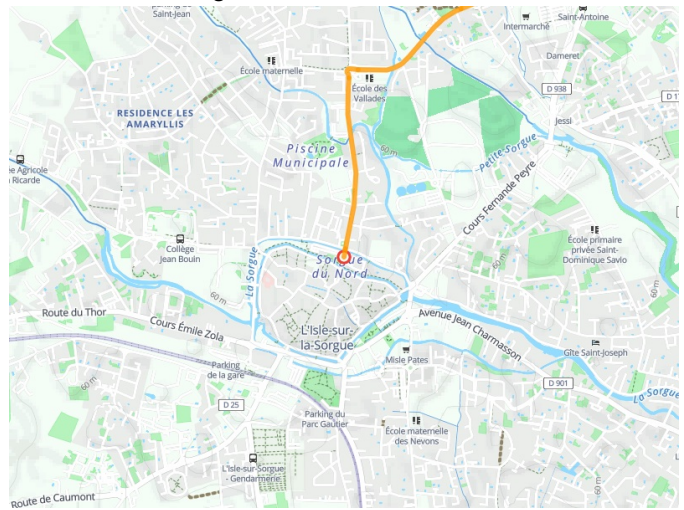 Saint-Jean
Intermarché
Saint-Antoine
Dameret
École maternelle
École des
Vallades
D 938
D 1
RESIDENCE LES
AMARYLLIS
Jessi
Piscine
Municipale
60 m
Petite Sorgue
ee Agricole
Ricarde
Cours Fernande Peyre
Collège
Jean Bouin
La Sorgue
Sorgue
du Nord
École primaire
privée Saint-
Dominique Savio
60 m
60 m
Route du Thor
Cours Émile Zola
L'Isle-sur-
la-Sorgue
Avenue Jean Charmasson
Misle Pates
Gîte Saint-Joseph
Parking
de la gare
60 m
D 25
D 901
La Sorgue
Parking du
Parc Gautier
École maternelle
des Nevons
L'Isle-sur-Sorgue
- Gendarmerie
Route de Caumont